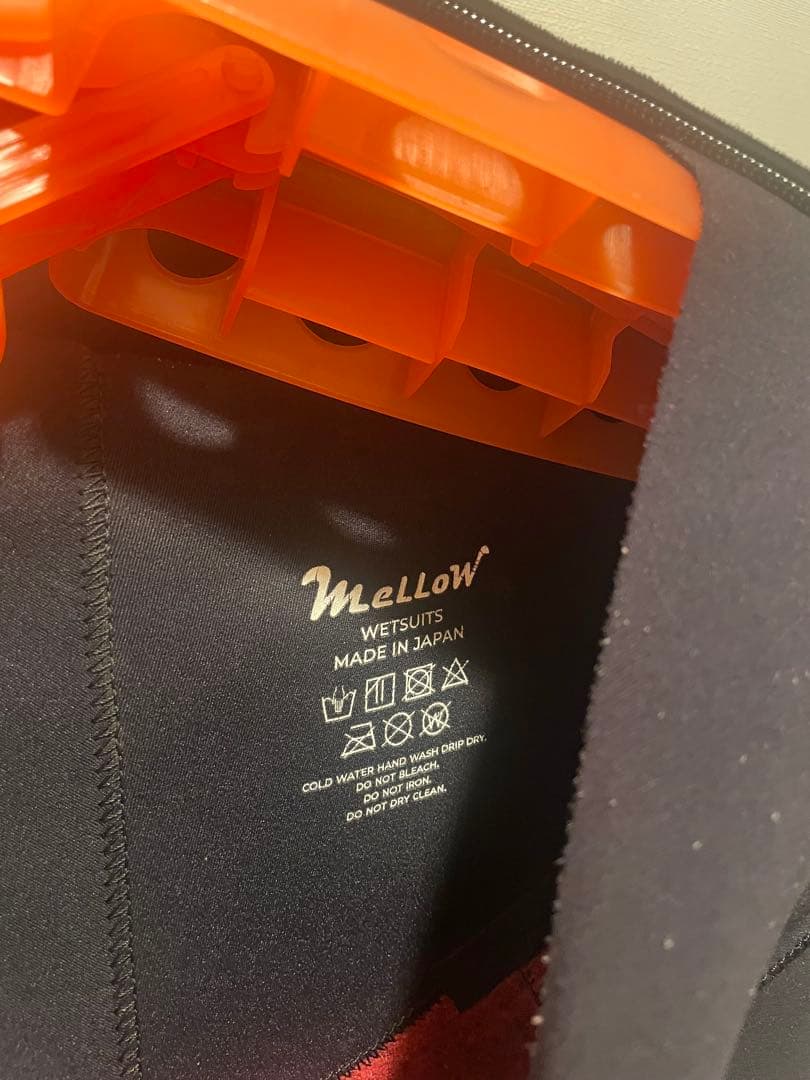 mellow
WETSUITS
MADE IN JAPAN
W
COLD WATER HAND WASH DRIP DRY.
DO NOT BLEACH.
DO NOT IRON.
DO NOT DRY CLEAN.